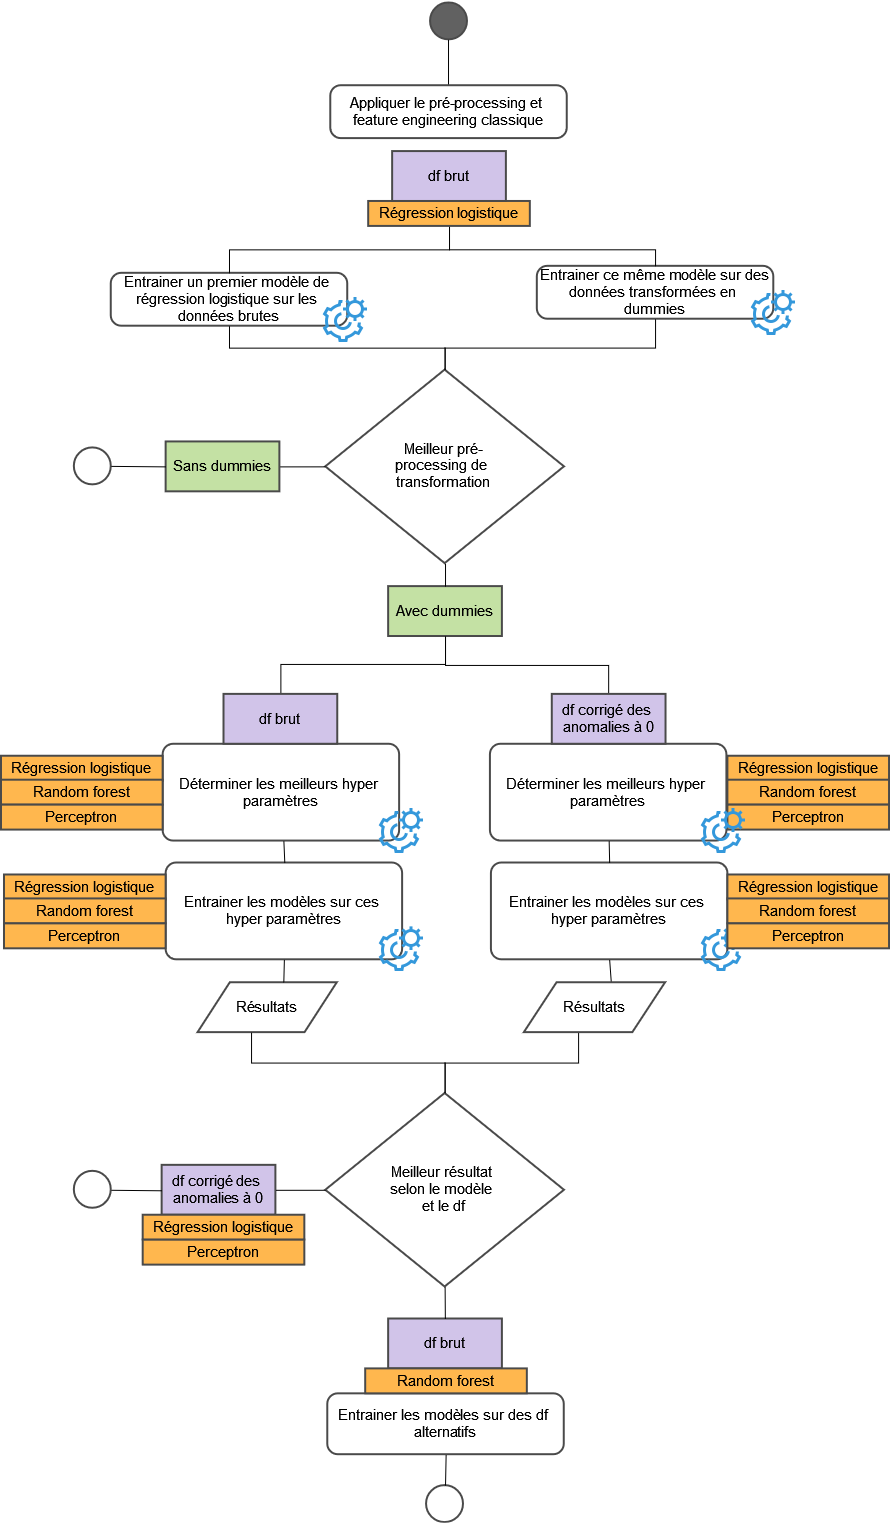 Appliquer le pré-processing et
feature engineering classique
df brut
Régression logistique
Entrainer un premier modèle de
régression logistique sur les
données brutes
Entrainer ce même modèle sur des
données transformées en
dummies
Meilleur pré-
processing de
transformation
Sans dummies
Avec dummies
df brut
df corrigé des
anomalies à 0
Régression logistique
Random forest
Perceptron
Déterminer les meilleurs hyper
paramètres
Déterminer les meilleurs hyper
paramètres
Régression logistique
Random forest
Perceptron
Régression logistique
Random forest
Perceptron
Entrainer les modèles sur ces
hyper paramètres
Entrainer les modèles sur ces
hyper paramètres
Régression logistique
Random forest
Perceptron
Résultats
Résultats
Meilleur résultat
selon le modèle
et le df
df corrigé des
anomalies à 0
Régression logistique
Perceptron
df brut
Random forest
Entrainer les modèles sur des df
alternatifs